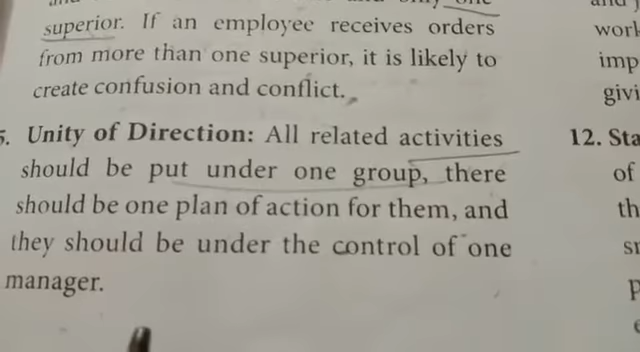 superior. If an employee receives orders
from more than one superior, it is likely to
create confusion and conflict.
5. Unity of Direction: All related activities
should be put under one group, there
should be one plan of action for them, and
they should be under the control of one
manager.
work
imp
givi
12. Sta
of
th